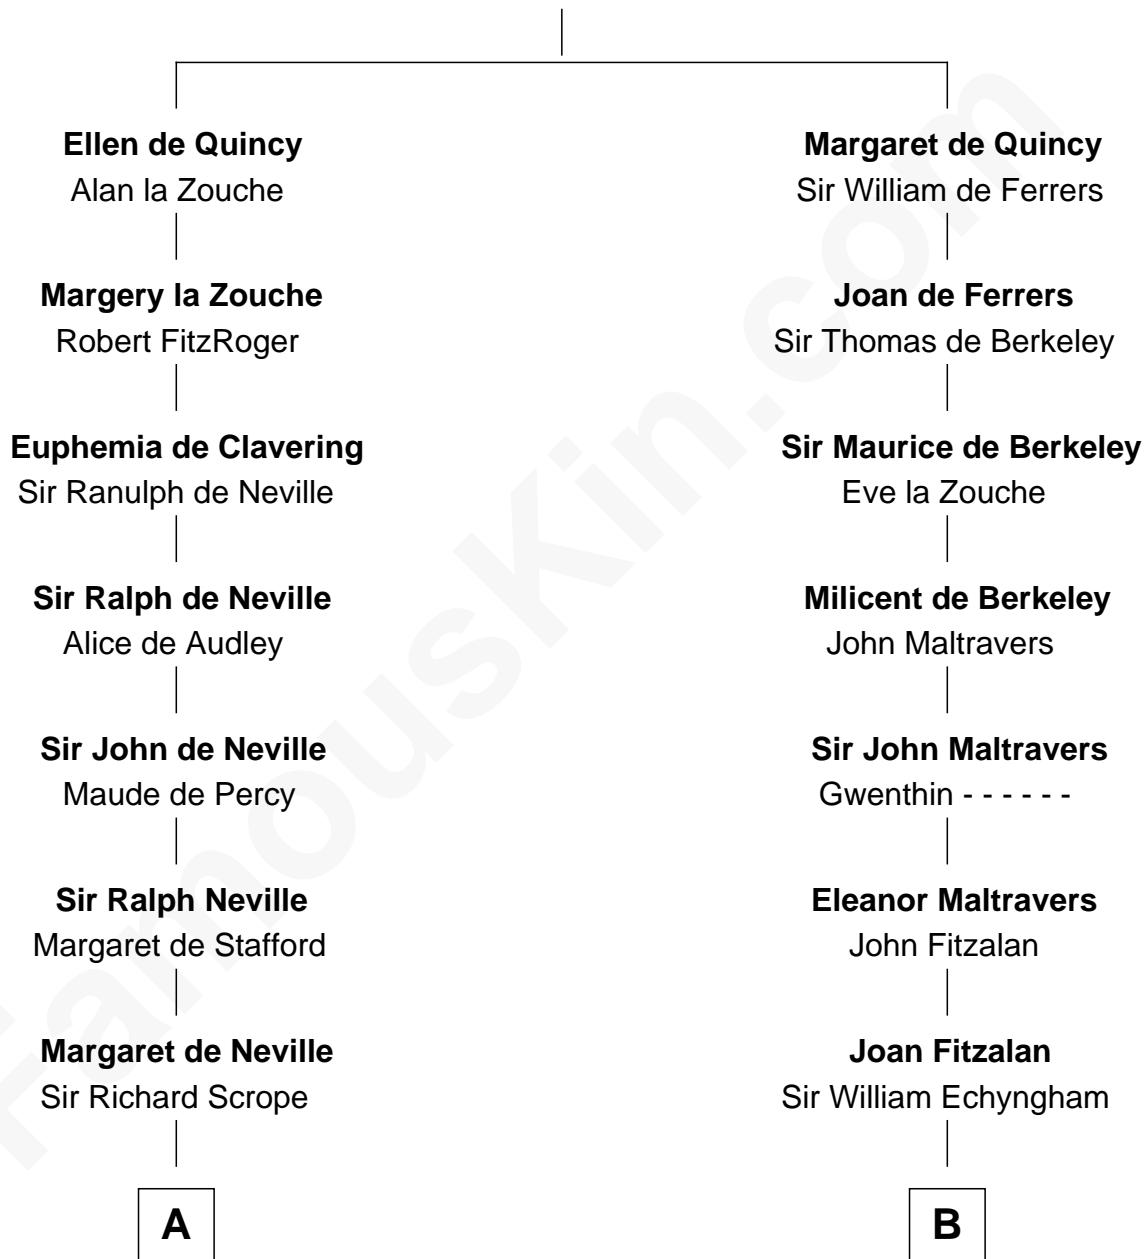 Ellen de Quincy
Alan la Zouche
Margery la Zouche
Robert FitzRoger
Euphemia de Clavering
Sir Ranulph de Neville
Sir Ralph de Neville
Alice de Audley
Sir John de Neville
Maude de Percy
Sir Ralph Neville
Margaret de Stafford
Margaret de Neville
Sir Richard Scrope
A
Margaret de Quincy
Sir William de Ferrers
Joan de Ferrers
Sir Thomas de Berkeley
Sir Maurice de Berkeley
Eve la Zouche
Milicent de Berkeley
John Maltravers
Sir John Maltravers
Gwenthin - - - - - -
Eleanor Maltravers
John Fitzalan
Joan Fitzalan
Sir William Echyngham
B
FamousKin.com